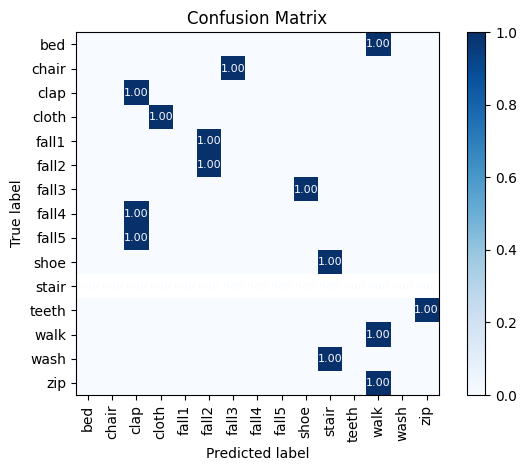 Confusion Matrix
bed 1.00
chair 1.00
clap 1.00
cloth 1.00
fall1 1.00
fall2 1.00
fall3 1.00
fall4 1.00
fall5 1.00
shoe 1.00
stair
teeth 1.00
walk 1.00
wash 1.00
zip 1.00
True label
bed chair clap cloth fall1 fall2 fall3 fall4 fall5 shoe stair teeth walk wash zip
Predicted label
1.0
0.8
0.6
0.4
0.2
0.0